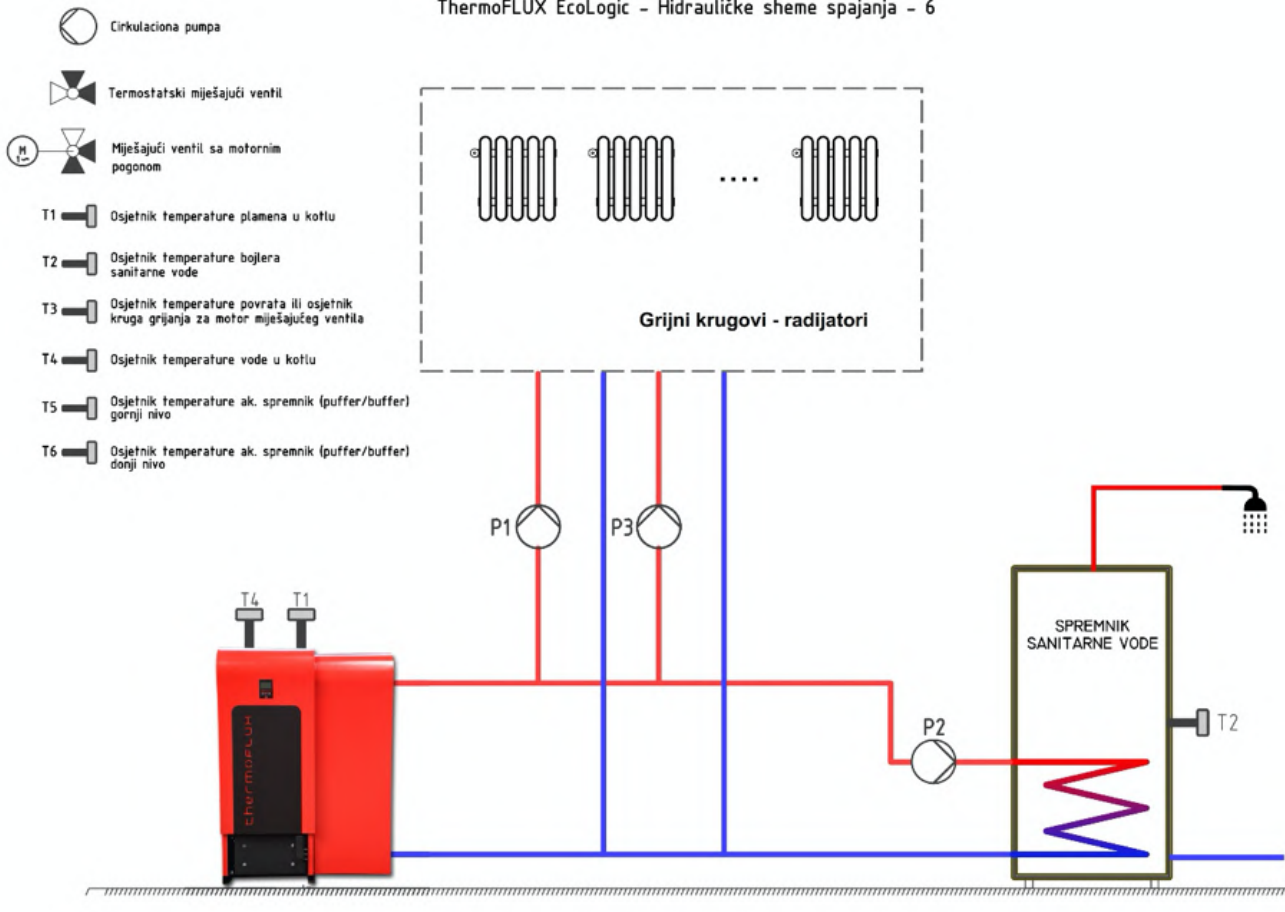 ThermoFLUX EcoLogic - Hidrauličke sheme spajanja - 6
Cirkulaciona pumpa
Termostatski miješajući ventil
M
1~
Miješajući ventil sa motornim
pogonom
T1 Osjetnik temperature plamena u kotlu
T2 Osjetnik temperature bojlera
sanitarne vode
T3 Osjetnik temperature povrata ili osjetnik
kruga grijanja za motor miješajućeg ventila
T4 Osjetnik temperature vode u kotlu
T5 Osjetnik temperature ak. spremnik (puffer/buffer)
gornji nivo
T6 Osjetnik temperature ak. spremnik (puffer/buffer)
donji nivo
....
Grijni krugovi - radijatori
P1
P3
T4
T1
thermoFLUX
P2
SPREMNIK
SANITARNE VODE
T2